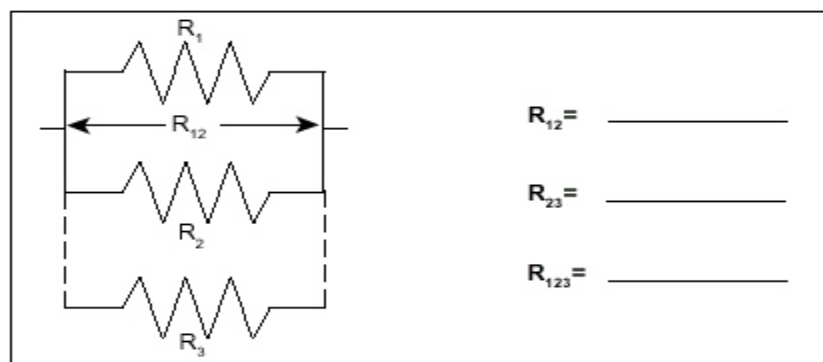 R₁
R₁₂
R₂
R₃
R₁₂=
R₂₃=
R₁₂₃=